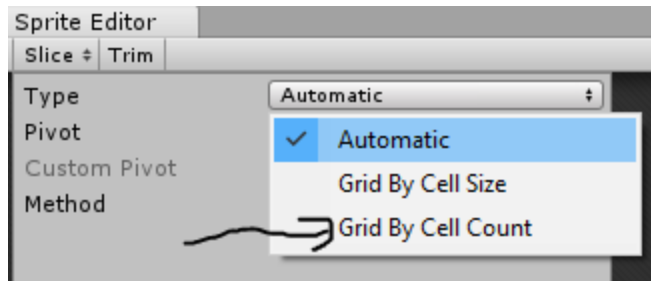 Sprite Editor
Slice Trim
Type Automatic
Pivot Automatic
Custom Pivot Grid By Cell Size
Method Grid By Cell Count